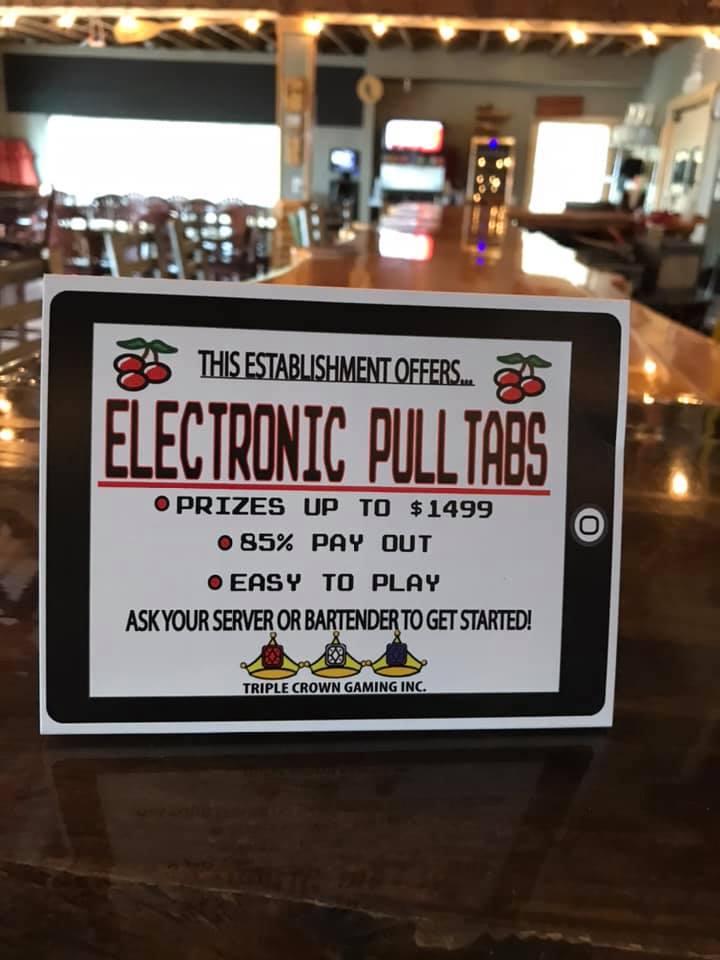 THIS ESTABLISHMENT OFFERS...
ELECTRONIC PULL TABS
PRIZES UP TO $1499
85% PAY OUT
EASY TO PLAY
ASK YOUR SERVER OR BARTENDER TO GET STARTED!
TRIPLE CROWN GAMING INC.